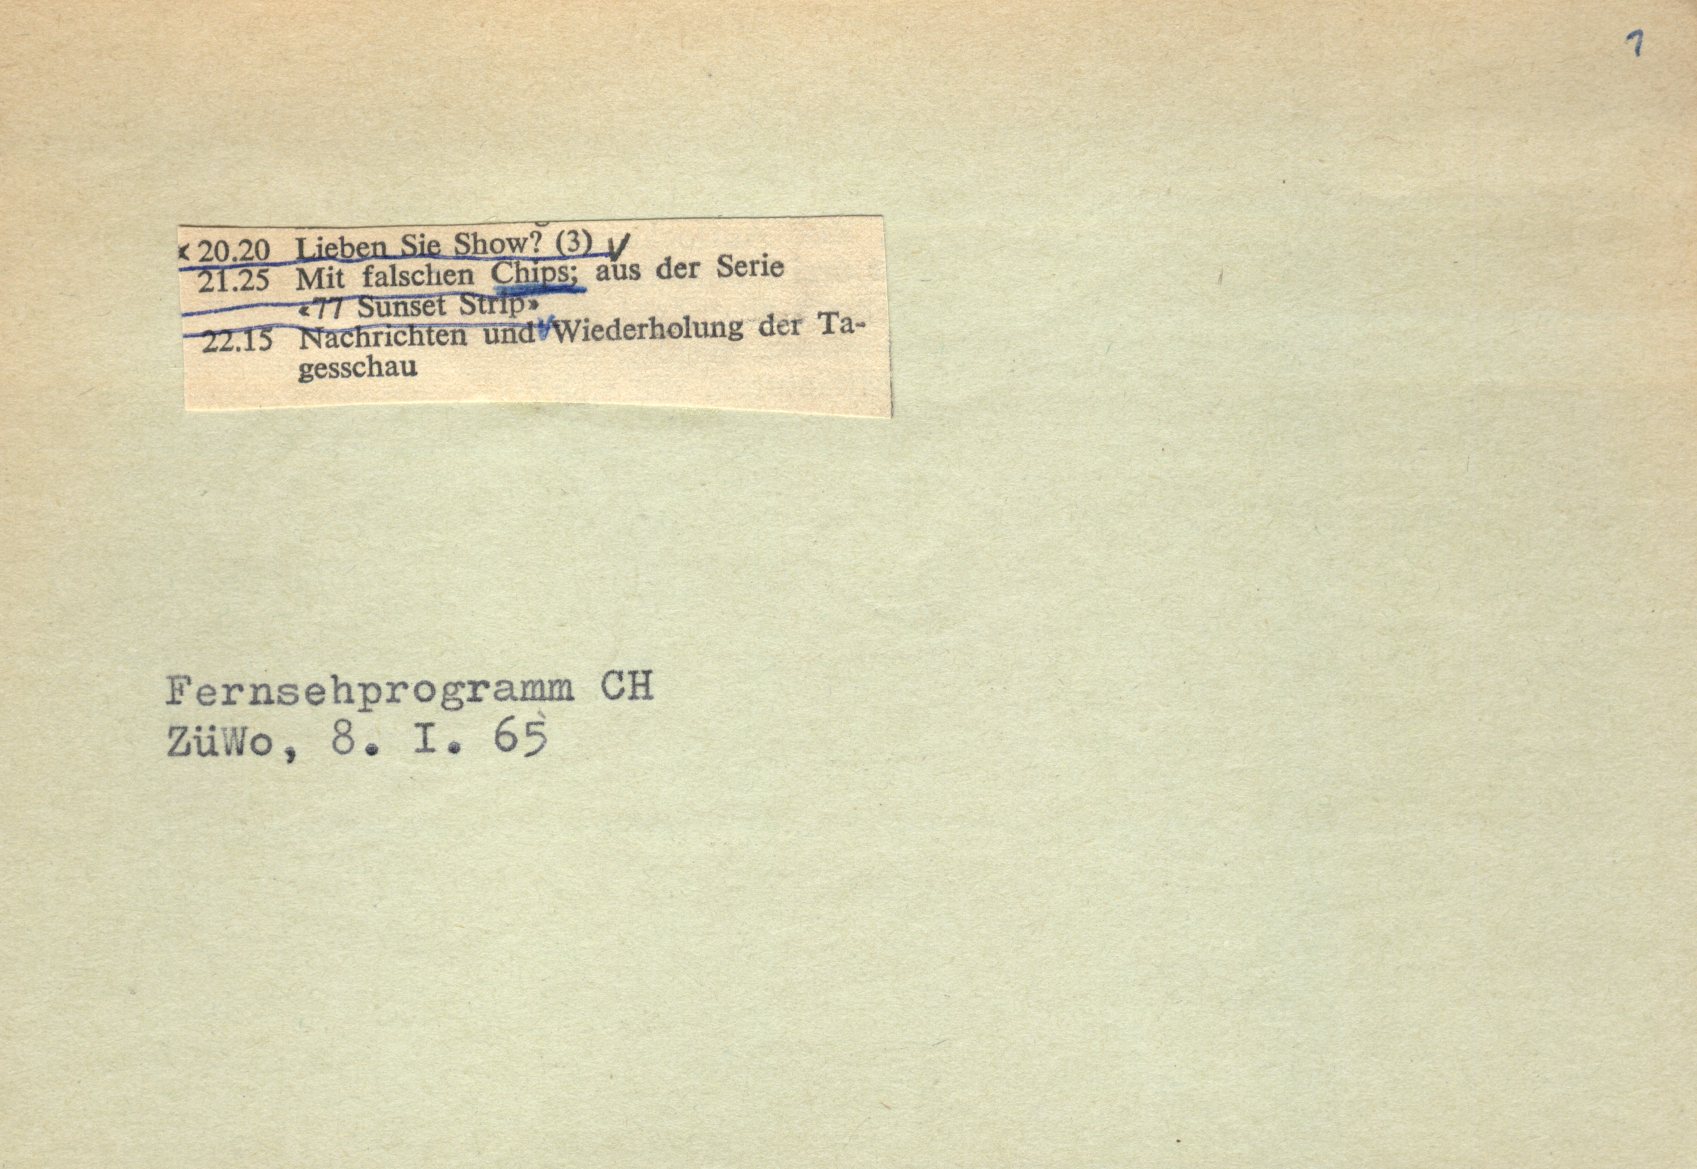 1
20.20 Lieben Sie Show? (3)
21.25 Mit falschen Chips; aus der Serie
«77 Sunset Strip»
22.15 Nachrichten und Wiederholung der Ta-
gesschau
Fernsehprogramm CH
ZüWo, 8. I. 65